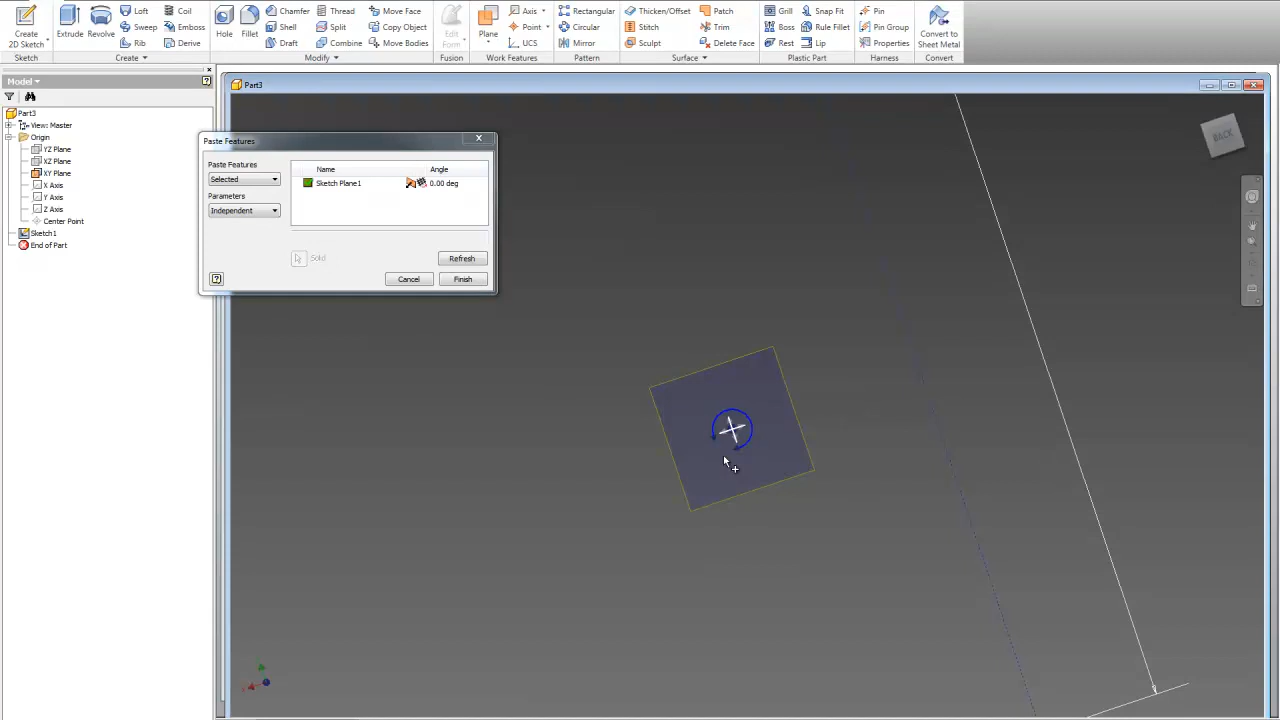 Create
2D Sketch
Sketch
Extrude
Revolve
Loft
Sweep
Rib
Coil
Emboss
Derive
Create
Hole
Fillet
Chamfer
Shell
Draft
Thread
Split
Combine
Move Face
Copy Object
Move Bodies
Modify
Edit
Form
Fusion
Plane
Axis
Point
UCS
Work Features
Rectangular
Circular
Mirror
Pattern
Thicken/Offset
Stitch
Sculpt
Patch
Trim
Delete Face
Surface
Grill
Boss
Rest
Snap Fit
Rule Fillet
Lip
Plastic Part
Pin
Pin Group
Properties
Harness
Convert to
Sheet Metal
Convert
Model
Part3
View: Master
Origin
YZ Plane
XZ Plane
XY Plane
X Axis
Y Axis
Z Axis
Center Point
Sketch1
End of Part
Part3
Paste Features
Paste Features
Selected
Parameters
Independent
Name
Angle
Sketch Plane1
0.00 deg
Solid
Refresh
Cancel
Finish
BACK